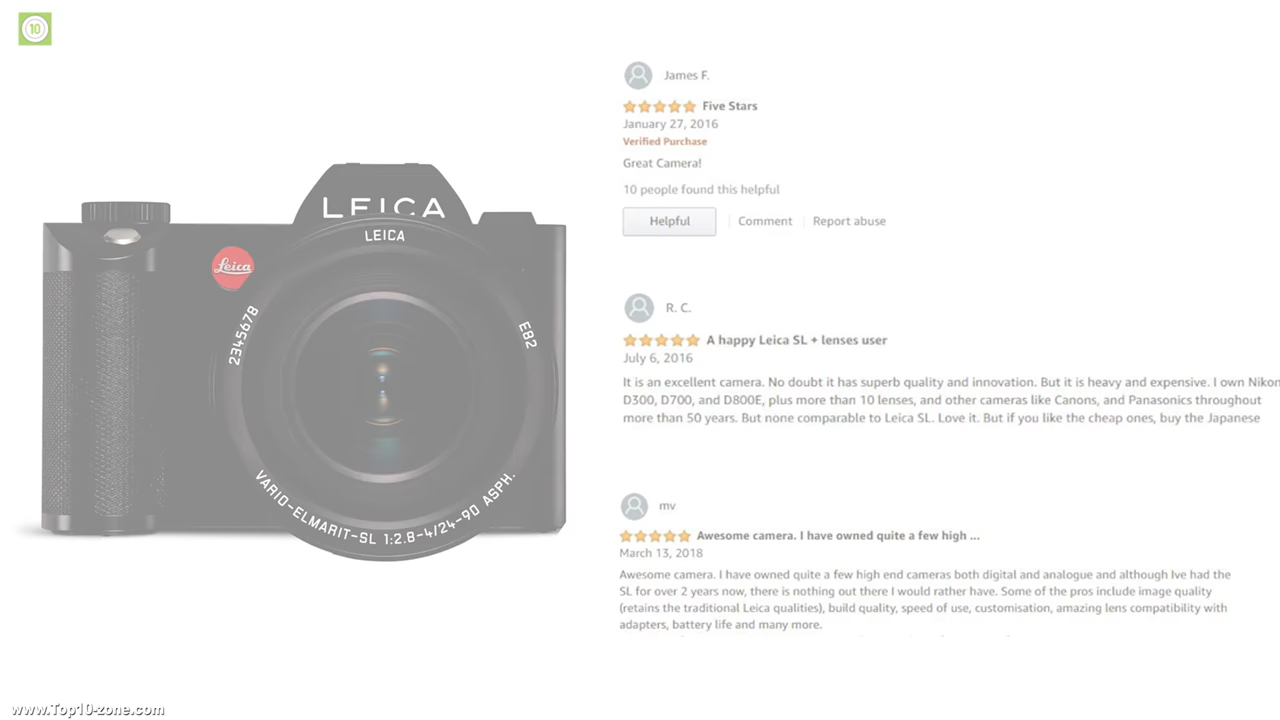 10
James F.
Five Stars
January 27, 2016
Verified Purchase
Great Camera!
10 people found this helpful
Helpful
Comment
Report abuse
LEICA
LEICA
Leica
2345678
E82
VARIO-ELMARIT-SL 1:2.8-4/24-90 ASPH.
R. C.
A happy Leica SL + lenses user
July 6, 2016
It is an excellent camera. No doubt it has superb quality and innovation. But it is heavy and expensive. I own Nikon
D300, D700, and D800E, plus more than 10 lenses, and other cameras like Canons, and Panasonics throughout
more than 50 years. But none comparable to Leica SL. Love it. But if you like the cheap ones, buy the Japanese
mv
Awesome camera. I have owned quite a few high ...
March 13, 2018
Awesome camera. I have owned quite a few high end cameras both digital and analogue and although Ive had the
SL for over 2 years now, there is nothing out there I would rather have. Some of the pros include image quality
(retains the traditional Leica qualities), build quality, speed of use, customisation, amazing lens compatibility with
adapters, battery life and many more.
www.Top10-zone.com